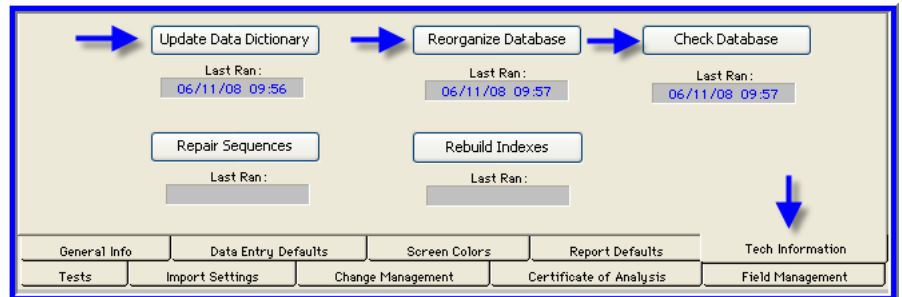 Update Data Dictionary Reorganize Database Check Database
Last Ran: Last Ran: Last Ran:
06/11/08 09:56 06/11/08 09:57 06/11/08 09:57
Repair Sequences Rebuild Indexes
Last Ran: Last Ran:
General Info Data Entry Defaults Screen Colors Report Defaults Tech Information
Tests Import Settings Change Management Certificate of Analysis Field Management